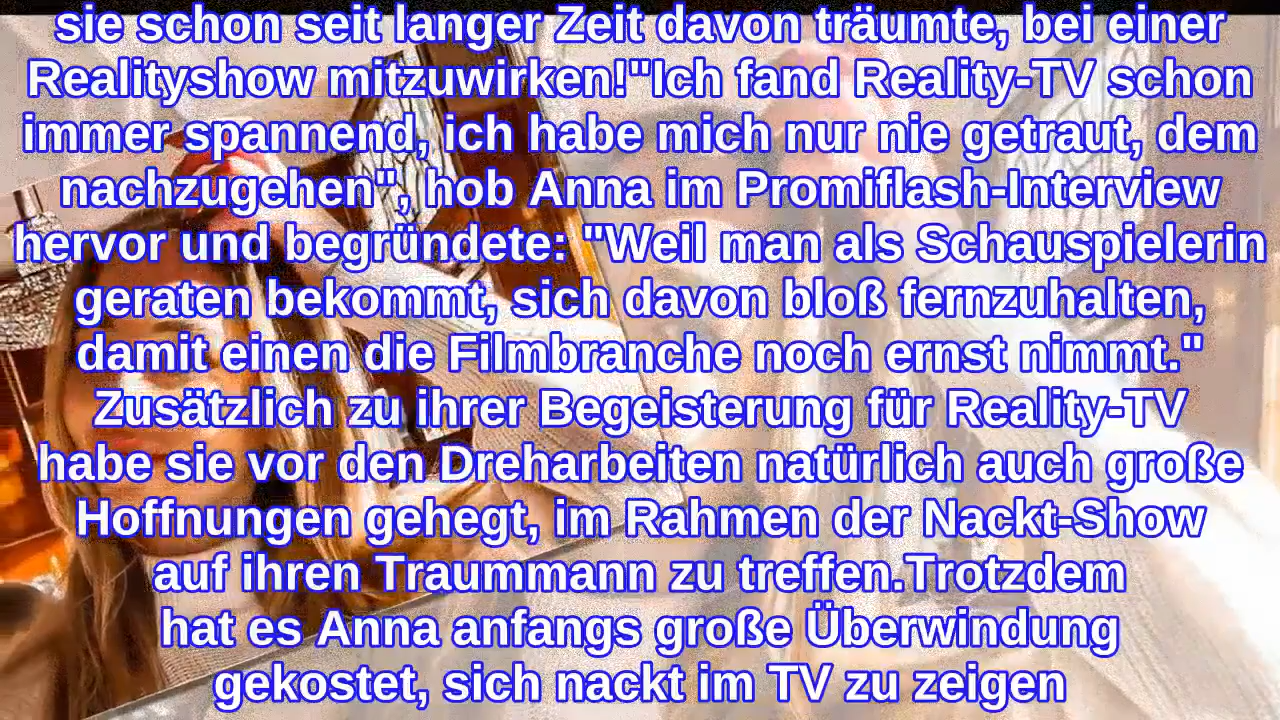 sie schon seit langer Zeit davon träumte, bei einer
Realityshow mitzuwirken!"Ich fand Reality-TV schon
immer spannend, ich habe mich nur nie getraut, dem
nachzugehen", hob Anna im Promiflash-Interview
hervor und begründete: "Weil man als Schauspielerin
geraten bekommt, sich davon bloß fernzuhalten,
damit einen die Filmbranche noch ernst nimmt."
Zusätzlich zu ihrer Begeisterung für Reality-TV
habe sie vor den Dreharbeiten natürlich auch große
Hoffnungen gehegt, im Rahmen der Nackt-Show
auf ihren Traummann zu treffen.Trotzdem
hat es Anna anfangs große Überwindung
gekostet, sich nackt im TV zu zeigen